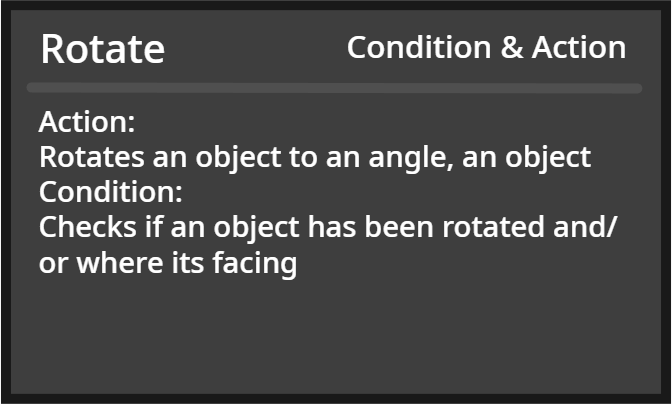 Rotate
Condition & Action
Action:
Rotates an object to an angle, an object
Condition:
Checks if an object has been rotated and/
or where its facing